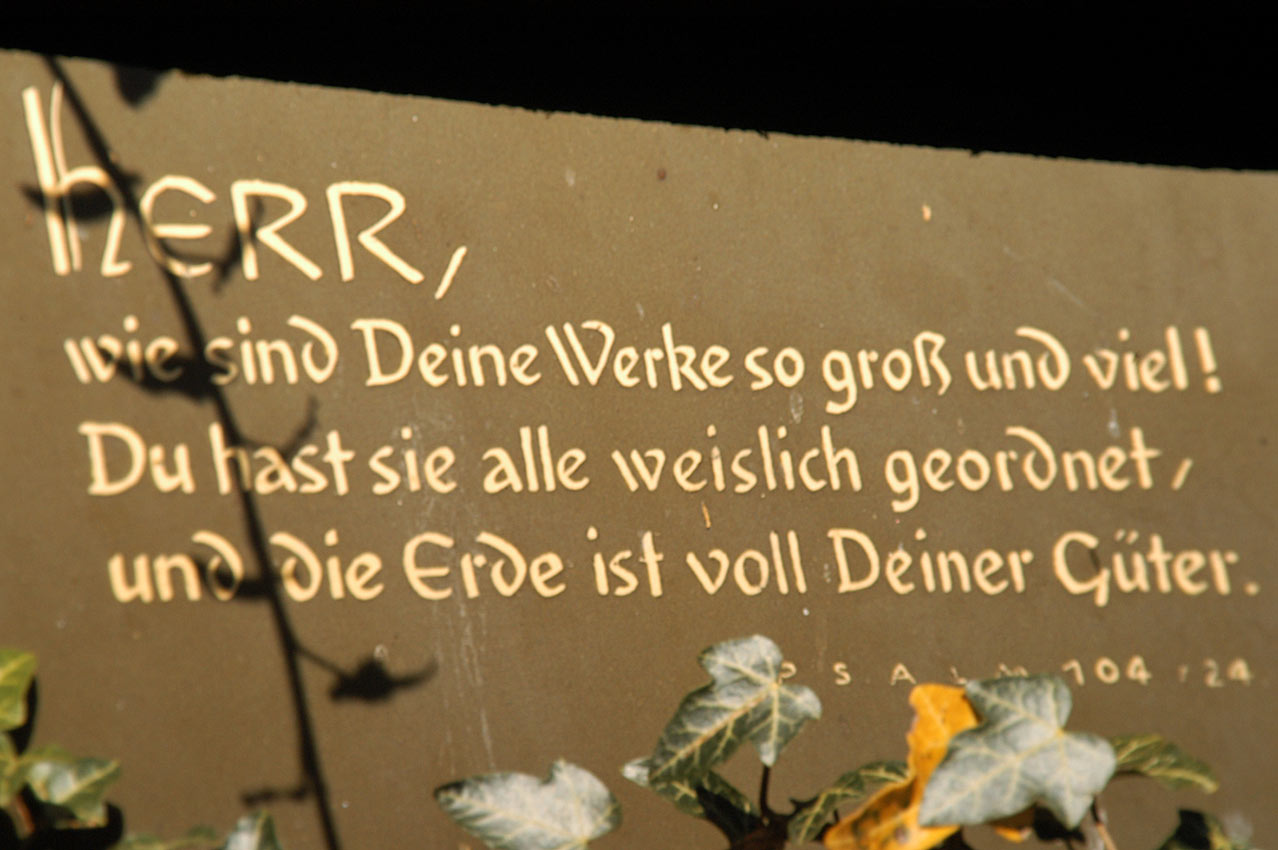 HERR,
wie sind Deine Werke so groß und viel!
Du hast sie alle weislich geordnet,
und die Erde ist voll Deiner Güter.
PSALM 104,24